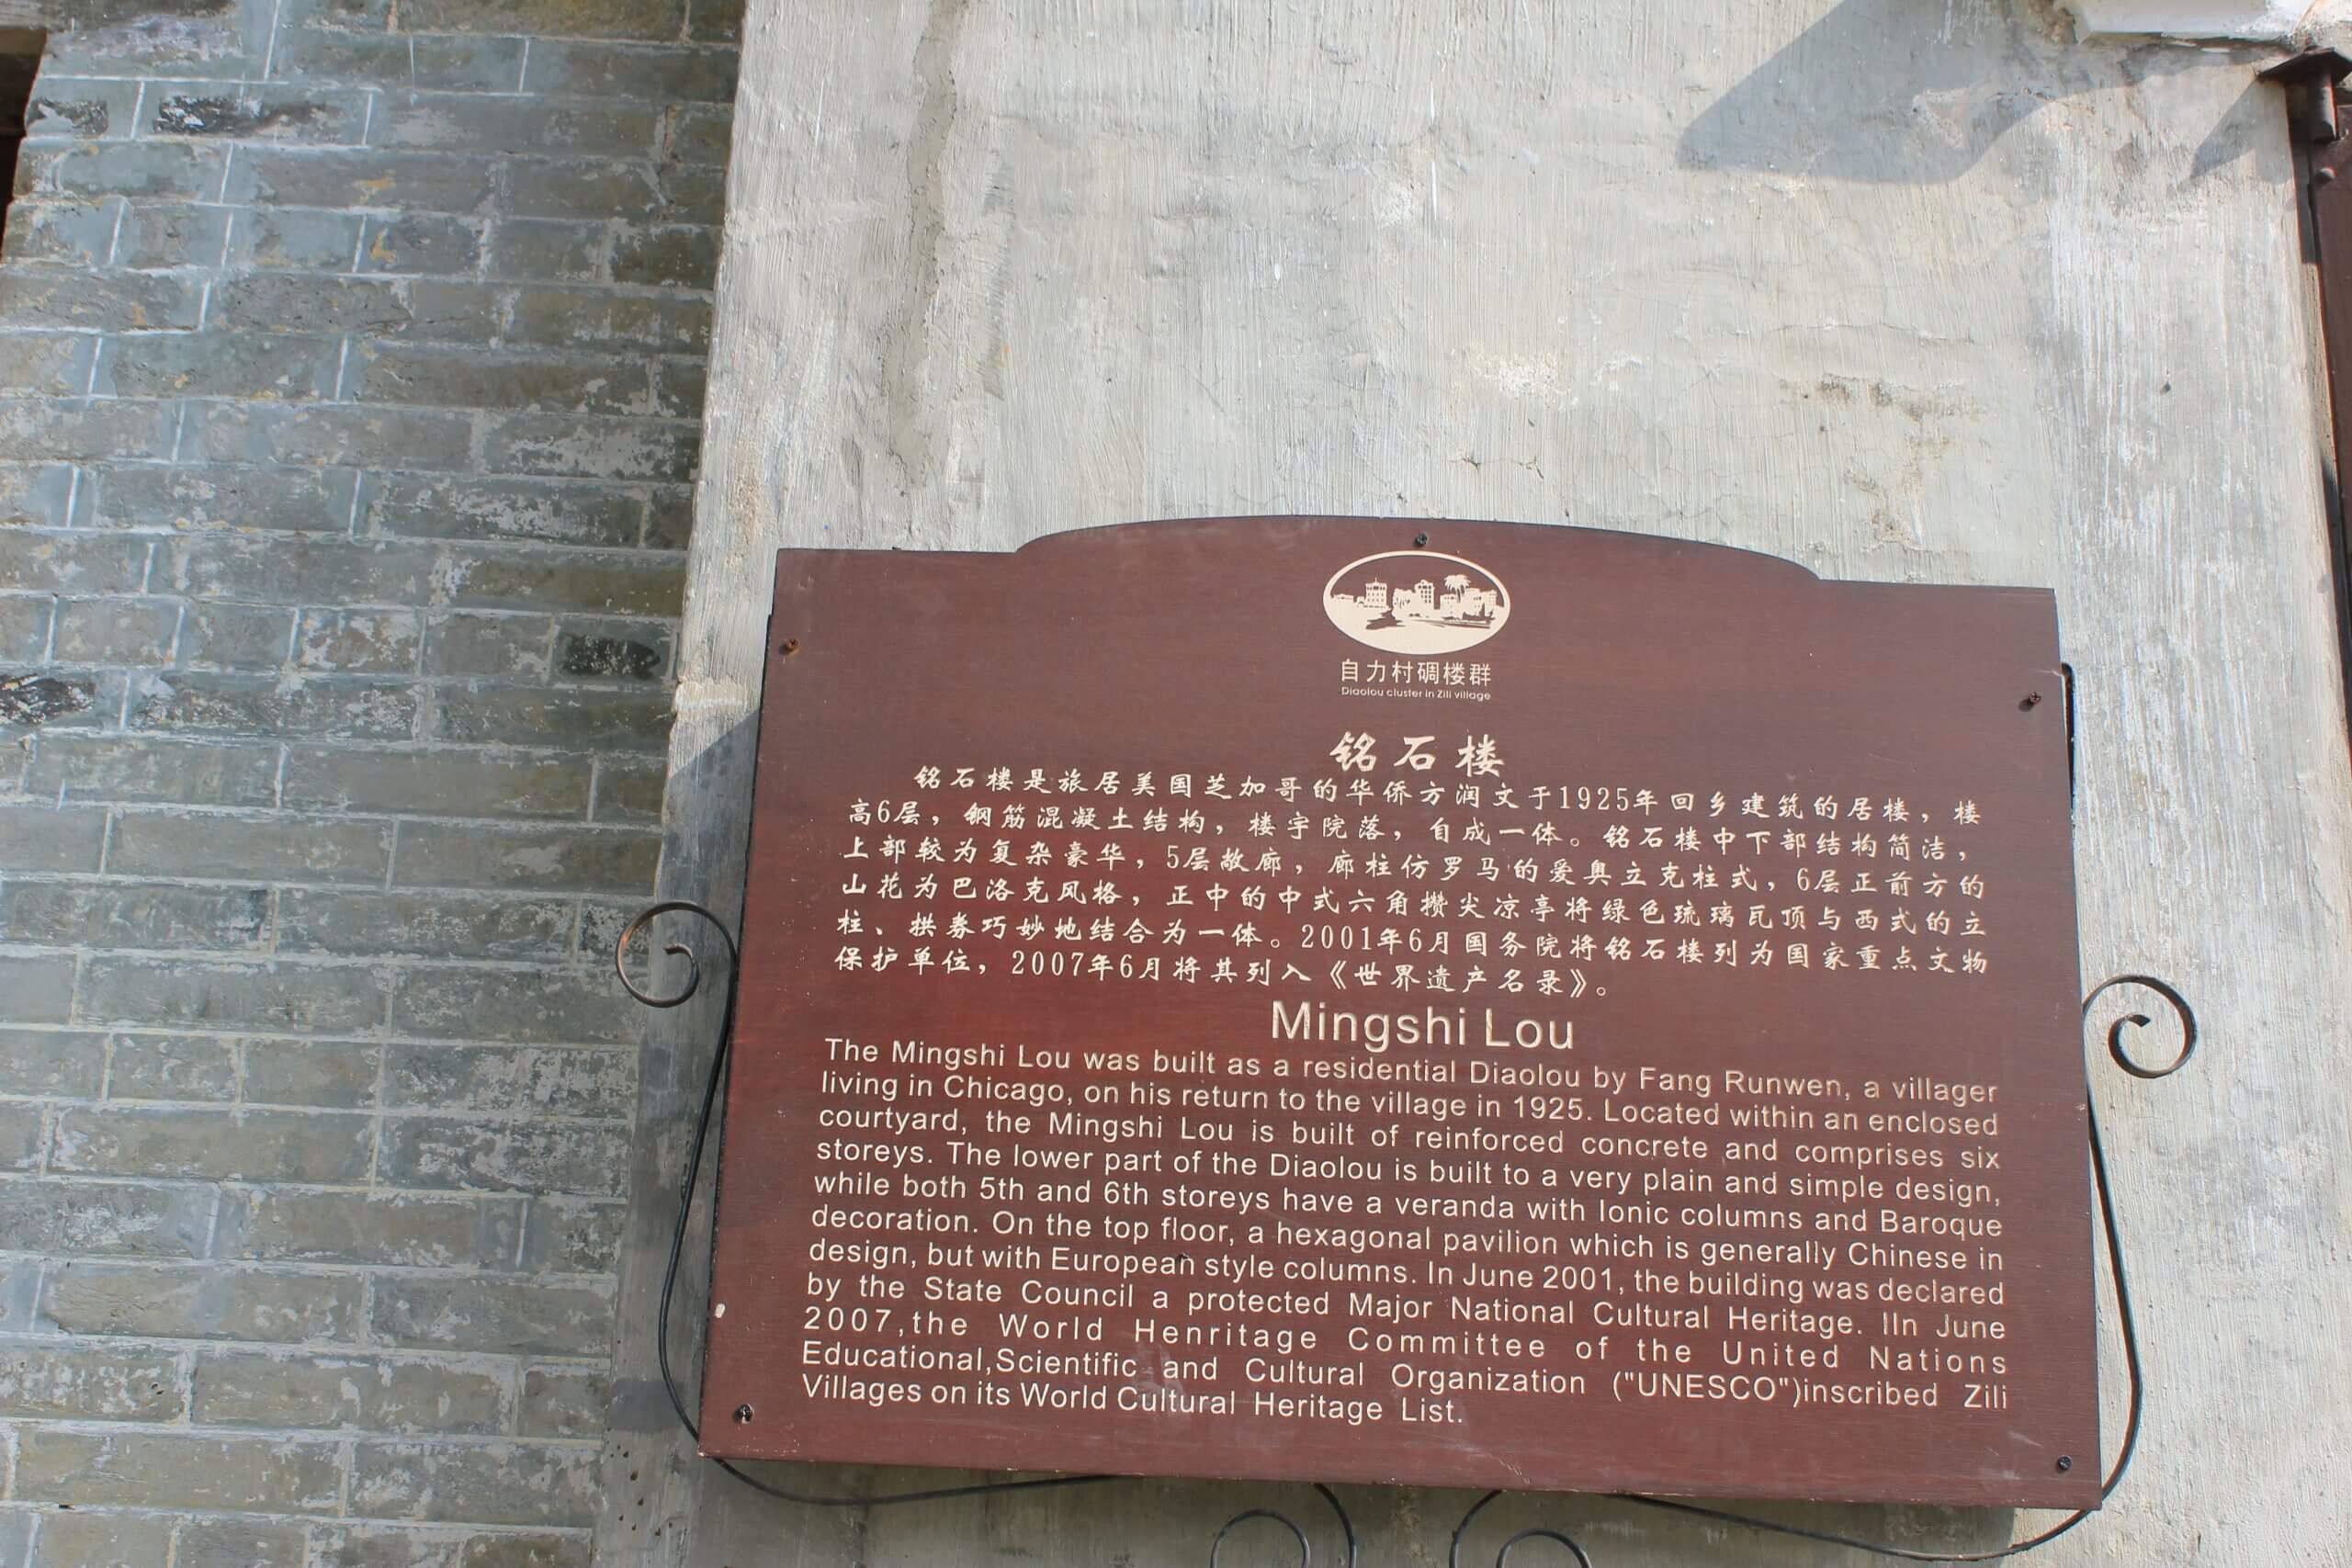 自力村碉楼群
Diaolou cluster in Zili village
铭石楼
铭石楼是旅居美国芝加哥的华侨方润文于1925年回乡建筑的居楼，楼
高6层，钢筋混凝土结构，楼宇院落，自成一体。铭石楼中下部结构简洁，
上部较为复杂豪华，5层敞廊，廊柱仿罗马的爱奥立克柱式，6层正前方的
山花为巴洛克风格，正中的中式六角攒尖凉亭将绿色琉璃瓦顶与西式的立
柱、拱券巧妙地结合为一体。2001年6月国务院将铭石楼列为国家重点文物
保护单位，2007年6月将其列入《世界遗产名录》。
Mingshi Lou
The Mingshi Lou was built as a residential Diaolou by Fang Runwen, a villager
living in Chicago, on his return to the village in 1925. Located within an enclosed
courtyard, the Mingshi Lou is built of reinforced concrete and comprises six
storeys. The lower part of the Diaolou is built to a very plain and simple design,
while both 5th and 6th storeys have a veranda with Ionic columns and Baroque
decoration. On the top floor, a hexagonal pavilion which is generally Chinese in
design, but with European style columns. In June 2001, the building was declared
by the State Council a protected Major National Cultural Heritage. IIn June
2007,the World Henritage Committee of the United Nations
Educational,Scientific and Cultural Organization ("UNESCO")inscribed Zili
Villages on its World Cultural Heritage List.